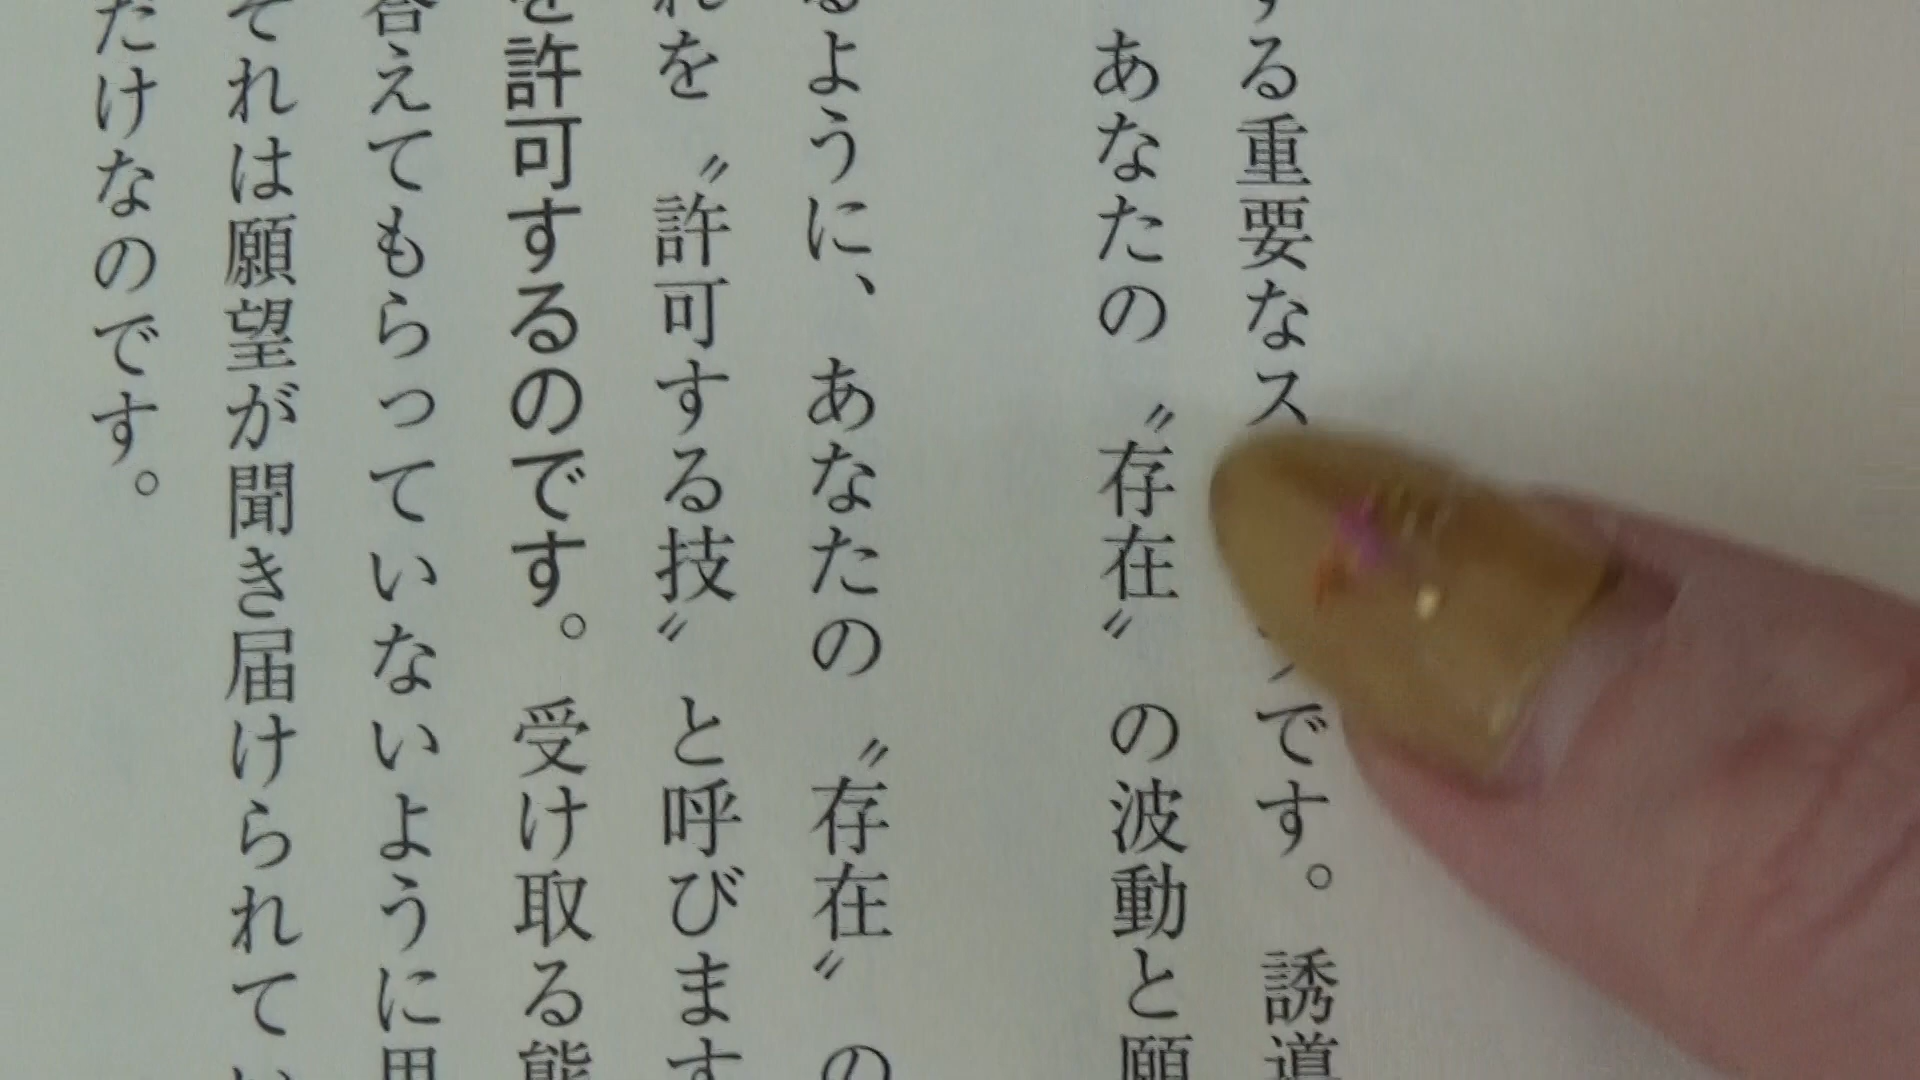 る重要なス
です。誘導
あなたの〝存在〟の波動と願
るように、あなたの〝存在〟の
れを〝許可する技〟と呼びます
を許可するのです。受け取る態
答えてもらっていないように思
それは願望が聞き届けられてい
だけなのです。